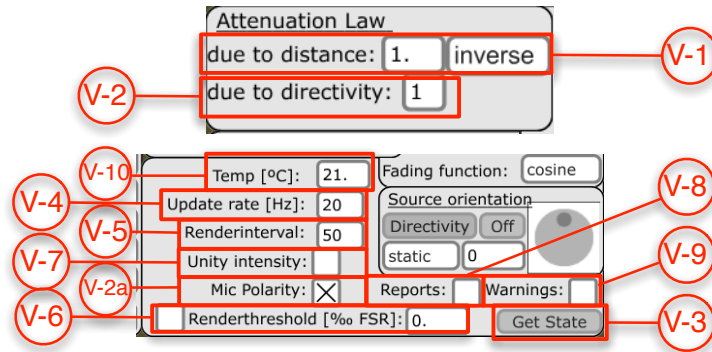 Attenuation Law
due to distance: 1. inverse
V-1
V-2
due to directivity: 1
V-10
Temp [ºC]: 21.
Fading function: cosine
V-8
V-4
Update rate [Hz]: 20
Source orientation
V-5
Renderinterval: 50
Directivity Off
V-9
V-7
Unity intensity:
static 0
V-2a
Mic Polarity:
Reports:
Warnings:
V-6
Renderthreshold [‰ FSR]: 0.
Get State
V-3